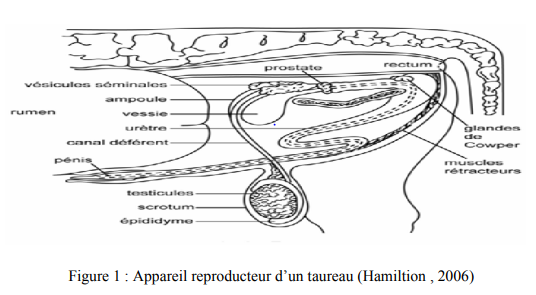 prostate
rectum
vésicules séminales
ampoule
rumen
vessie
urètre
canal déférent
pénis
glandes
de
Cowper
muscles
rétracteurs
testicules
scrotum
épididyme
Figure 1 : Appareil reproducteur d'un taureau (Hamiltion , 2006)